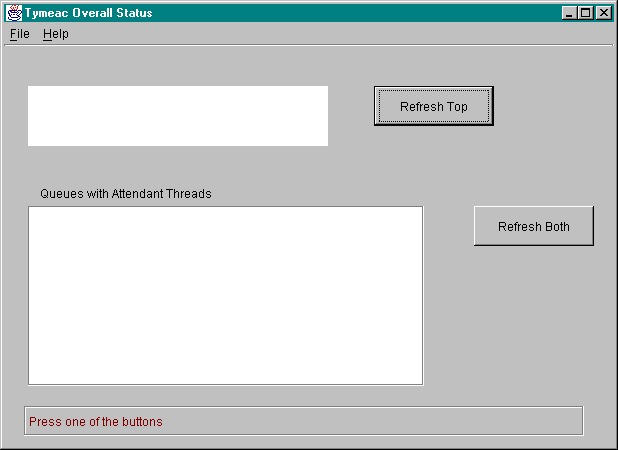 Tymeac Overall Status
File Help
Refresh Top
Queues with Attendant Threads
Refresh Both
Press one of the buttons